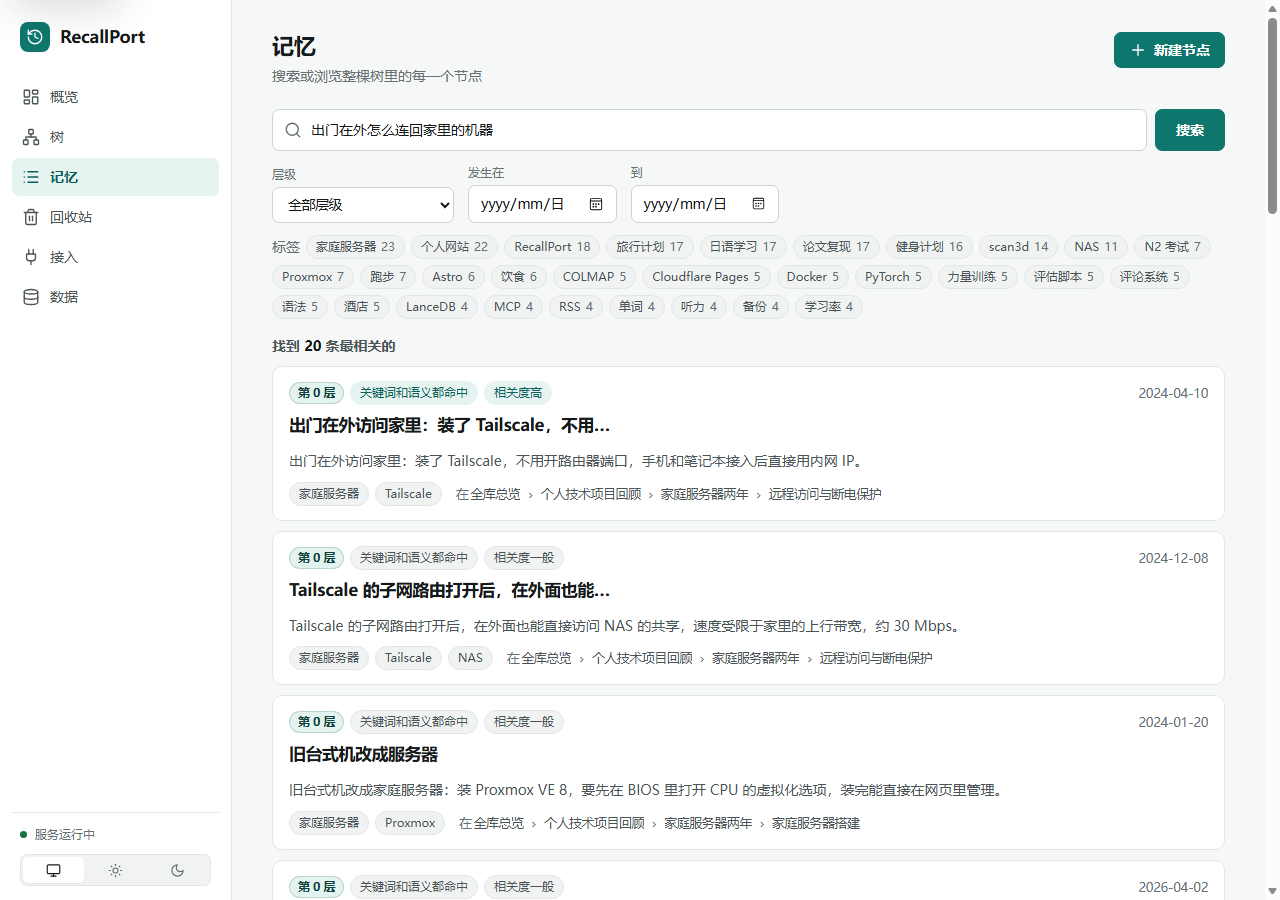 RecallPort
概览
树
记忆
回收站
接入
数据
服务运行中
记忆
搜索或浏览整棵树里的每一个节点
新建节点
出门在外怎么连回家里的机器
搜索
层级
发生在
到
全部层级
yyyy/mm/日
yyyy/mm/日
标签 家庭服务器 23 个人网站 22 RecallPort 18 旅行计划 17 日语学习 17 论文复现 17 健身计划 16 scan3d 14 NAS 11 N2 考试 7
Proxmox 7 跑步 7 Astro 6 饮食 6 COLMAP 5 Cloudflare Pages 5 Docker 5 PyTorch 5 力量训练 5 评估脚本 5 评论系统 5
语法 5 酒店 5 LanceDB 4 MCP 4 RSS 4 单词 4 听力 4 备份 4 学习率 4
找到 20 条最相关的
第 0 层 关键词和语义都命中 相关度高 2024-04-10
出门在外访问家里：装了 Tailscale，不用…
出门在外访问家里：装了 Tailscale，不用开路由器端口，手机和笔记本接入后直接用内网 IP。
家庭服务器 Tailscale 在 全库总览 › 个人技术项目回顾 › 家庭服务器两年 › 远程访问与断电保护
第 0 层 关键词和语义都命中 相关度一般 2024-12-08
Tailscale 的子网路由打开后，在外面也能…
Tailscale 的子网路由打开后，在外面也能直接访问 NAS 的共享，速度受限于家里的上行带宽，约 30 Mbps。
家庭服务器 Tailscale NAS 在 全库总览 › 个人技术项目回顾 › 家庭服务器两年 › 远程访问与断电保护
第 0 层 关键词和语义都命中 相关度一般 2024-01-20
旧台式机改成服务器
旧台式机改成家庭服务器：装 Proxmox VE 8，要先在 BIOS 里打开 CPU 的虚拟化选项，装完能直接在网页里管理。
家庭服务器 Proxmox 在 全库总览 › 个人技术项目回顾 › 家庭服务器两年 › 家庭服务器搭建
第 0 层 关键词和语义都命中 相关度一般 2026-04-02